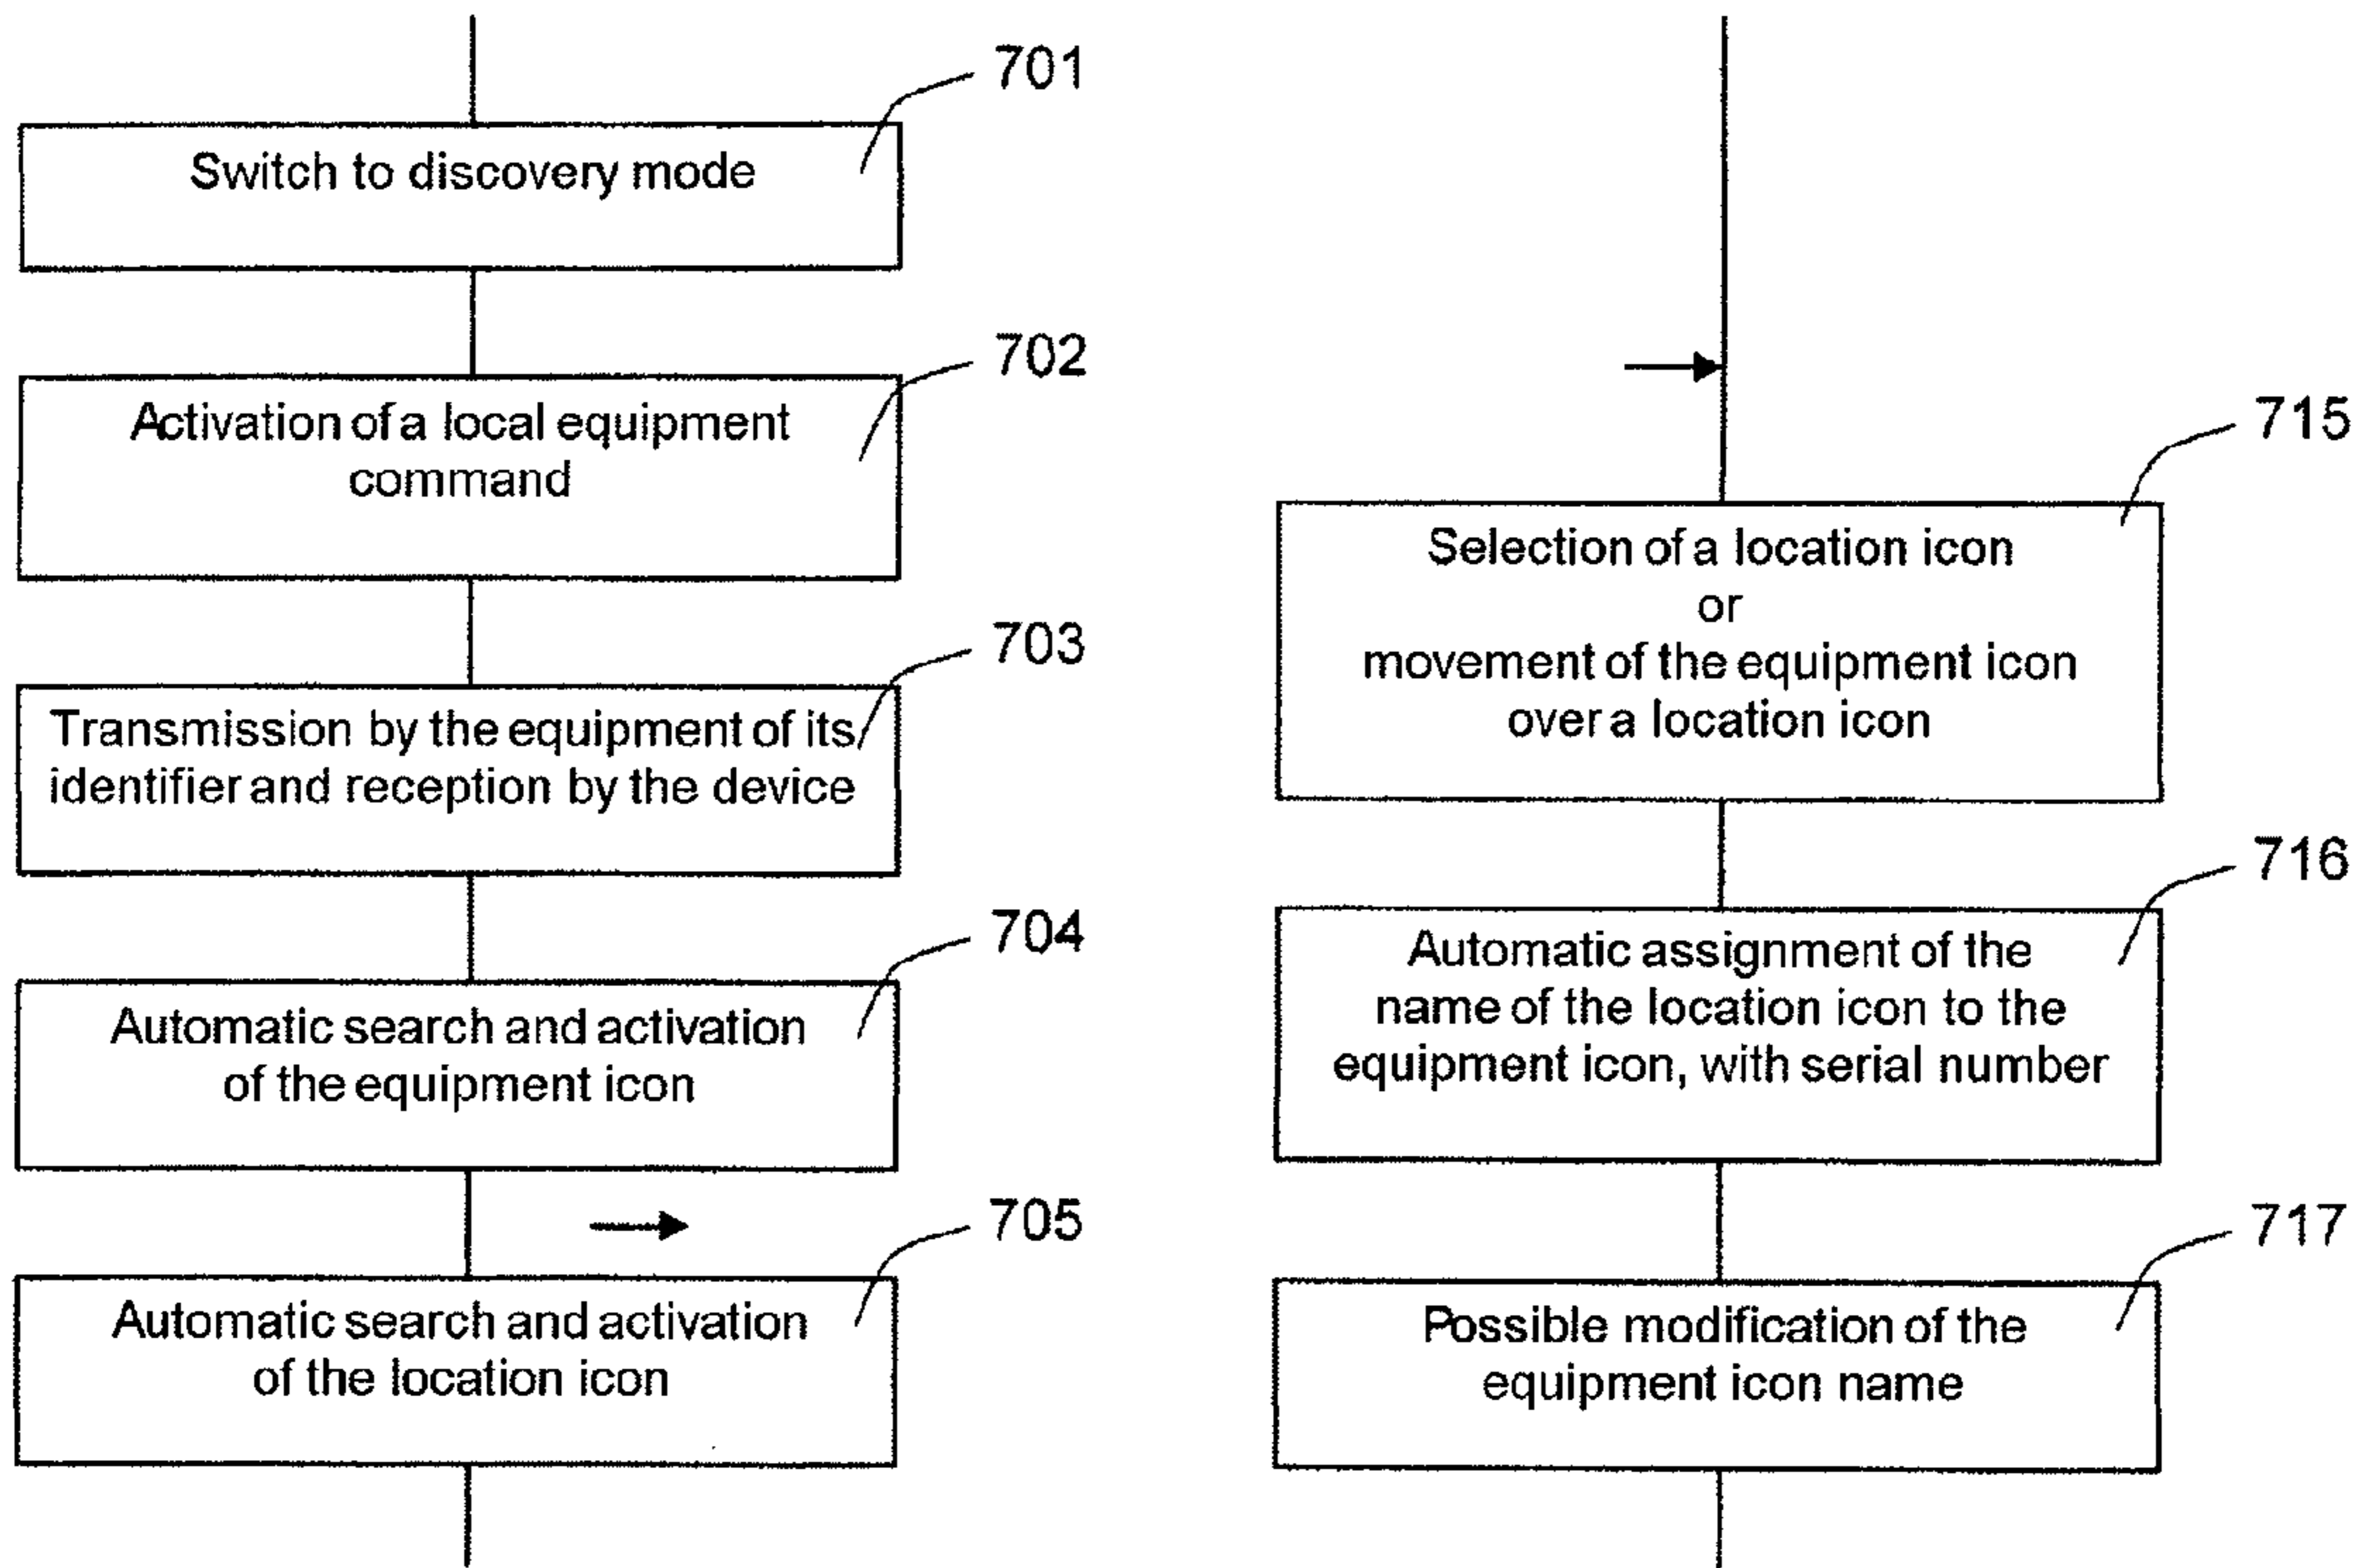 701
Switch to discovery mode
702
Activation of a local equipment
command
703
Transmission by the equipment of its
identifier and reception by the device
704
Automatic search and activation
of the equipment icon
705
Automatic search and activation
of the location icon
715
Selection of a location icon
or
movement of the equipment icon
over a location icon
716
Automatic assignment of the
name of the location icon to the
equipment icon, with serial number
717
Possible modification of the
equipment icon name